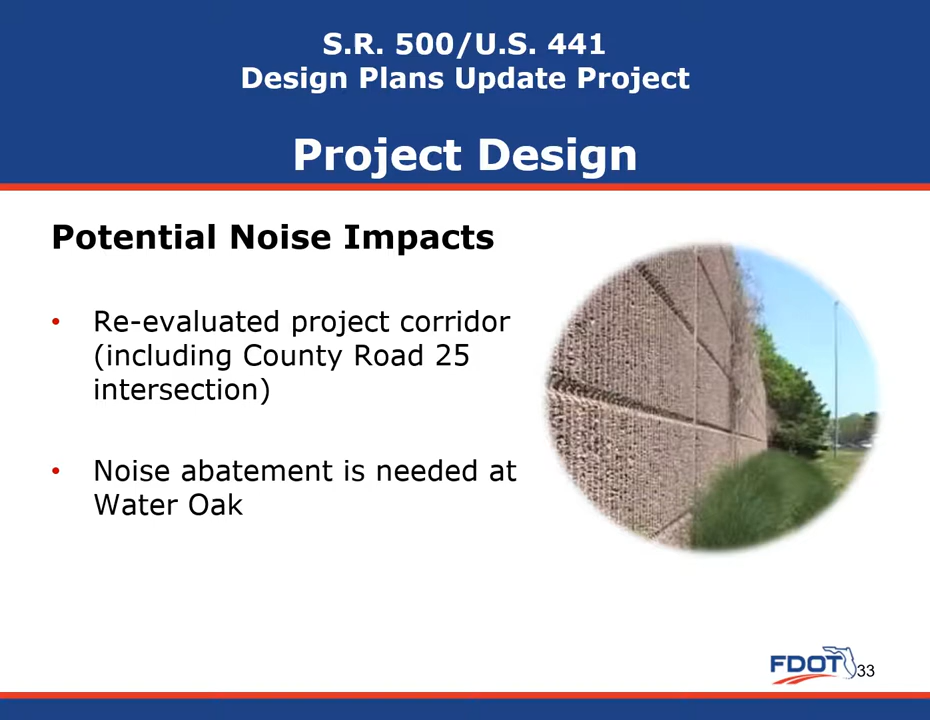 S.R. 500/U.S. 441
Design Plans Update Project
Project Design
Potential Noise Impacts
• Re-evaluated project corridor
(including County Road 25
intersection)
• Noise abatement is needed at
Water Oak
FDOT
33